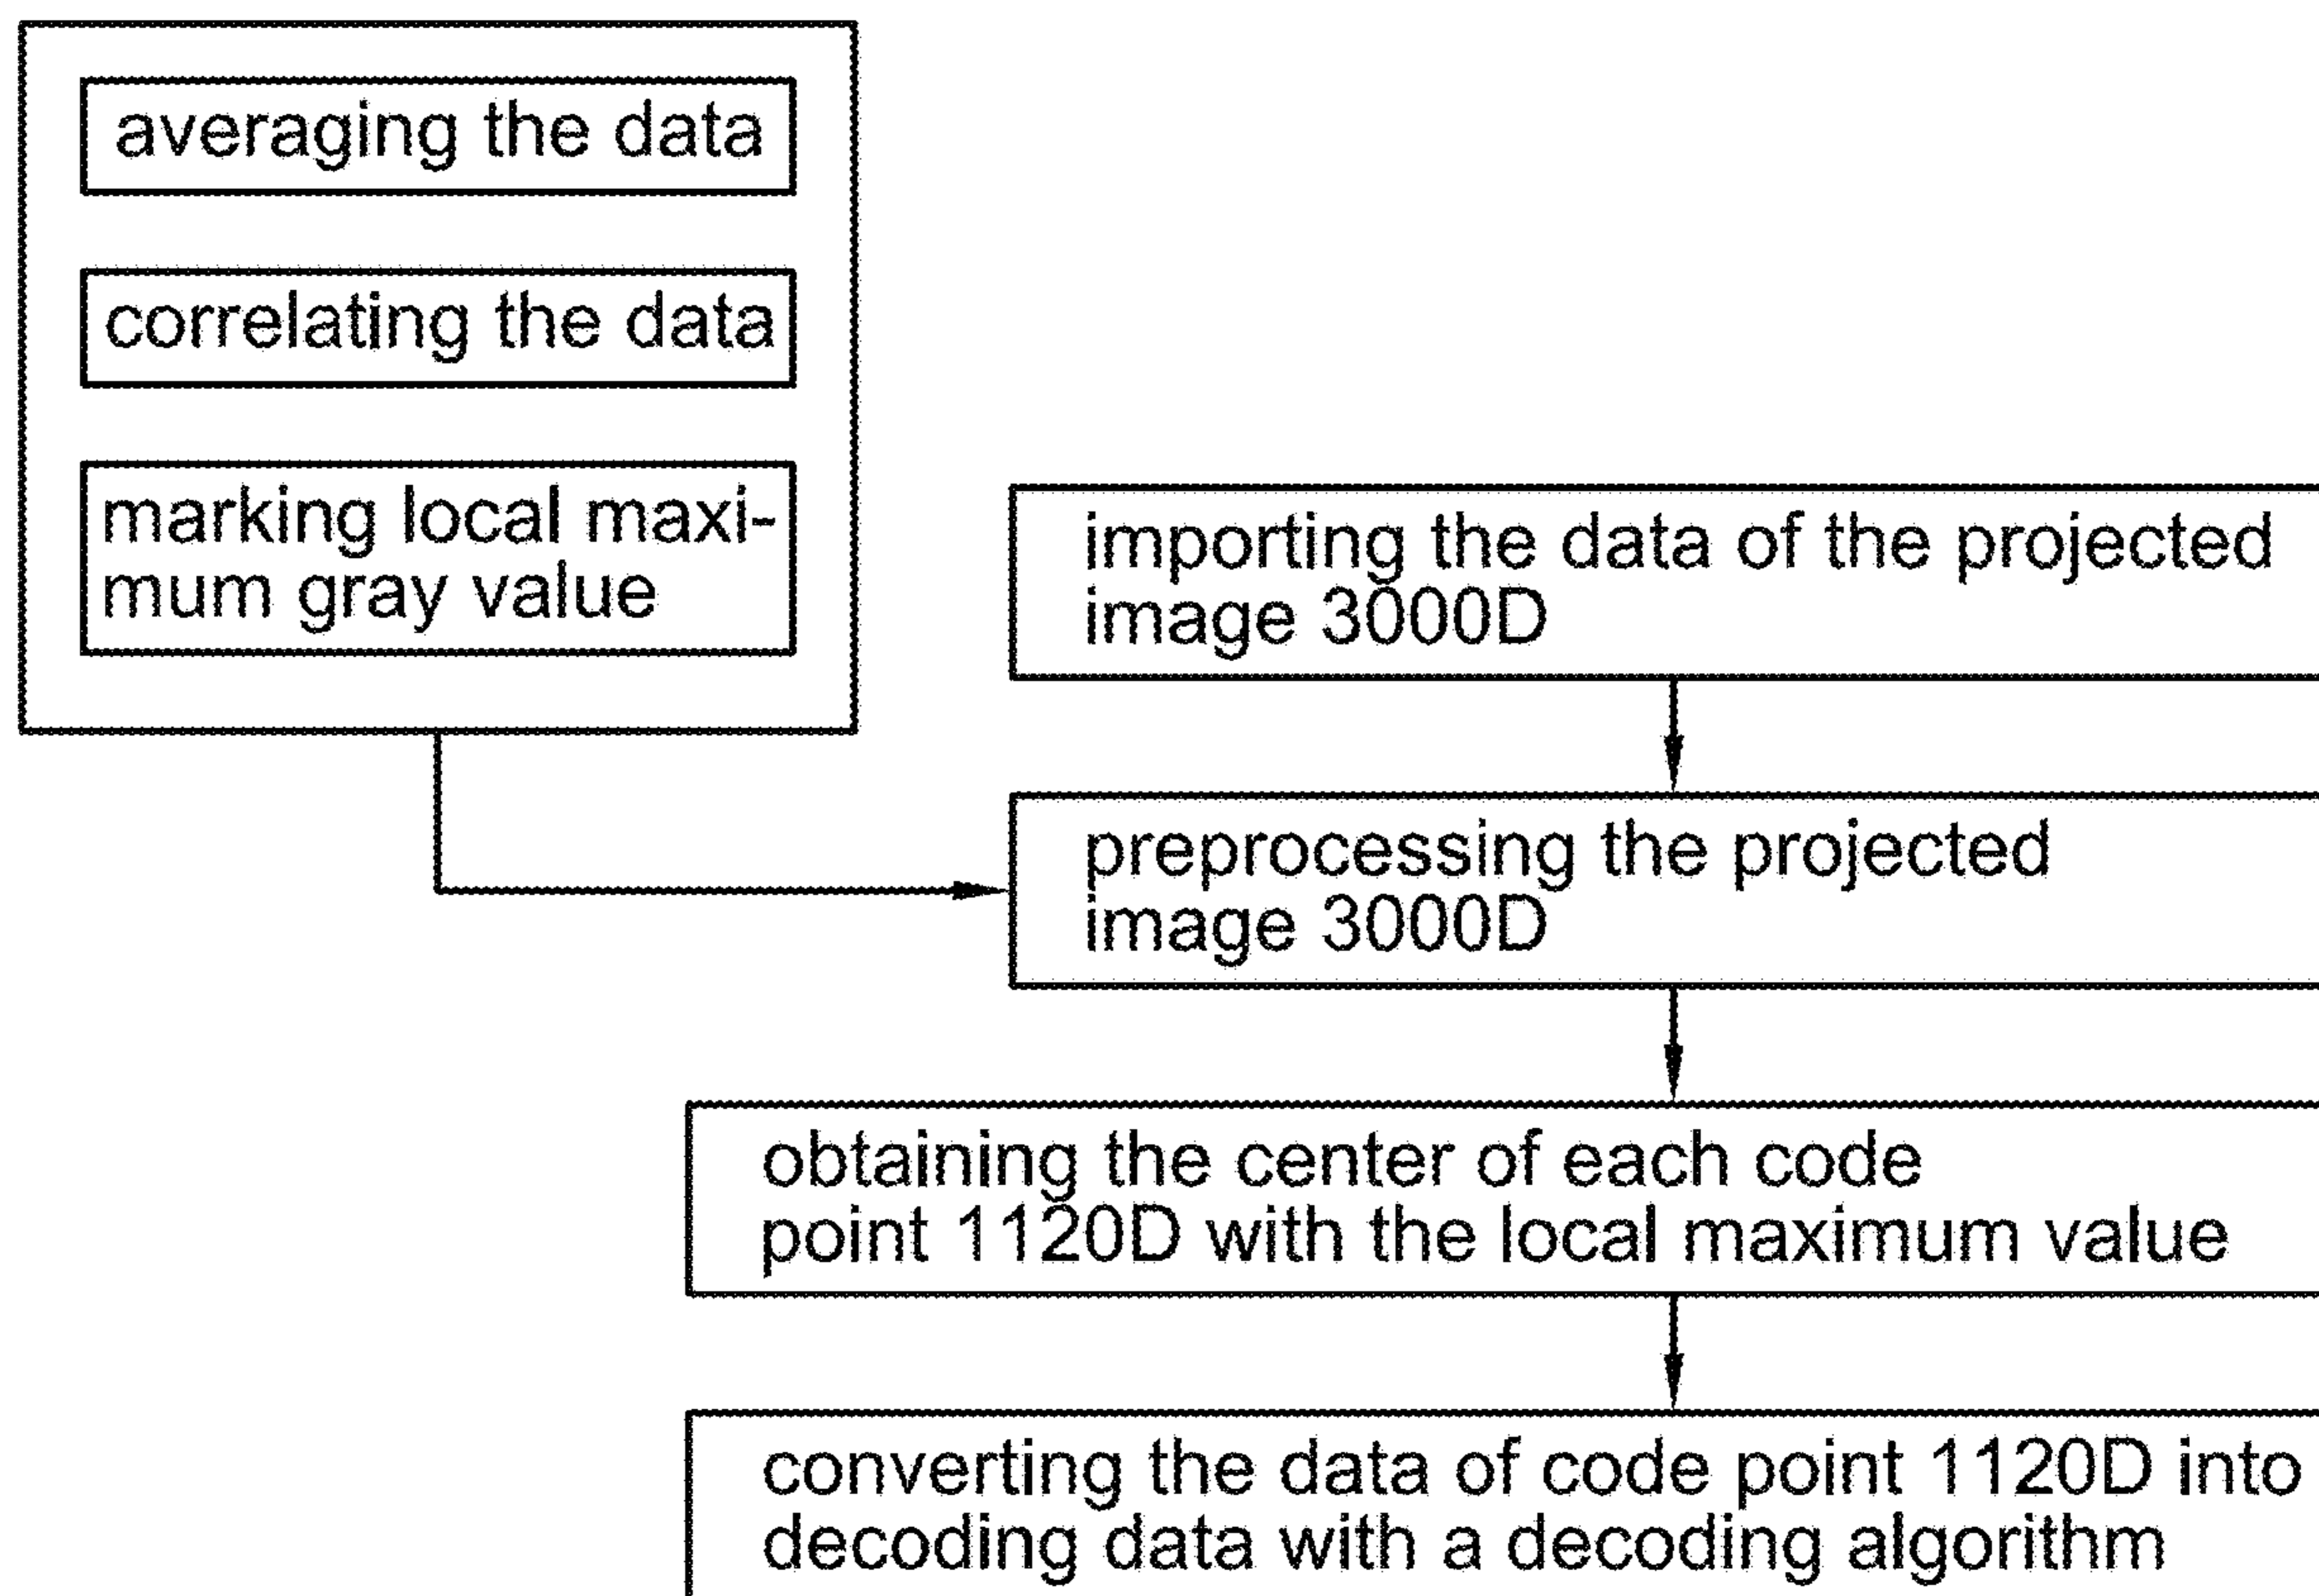 averaging the data
correlating the data
marking local maxi-
mum gray value
importing the data of the projected
image 3000D
preprocessing the projected
image 3000D
obtaining the center of each code
point 1120D with the local maximum value
converting the data of code point 1120D into
decoding data with a decoding algorithm